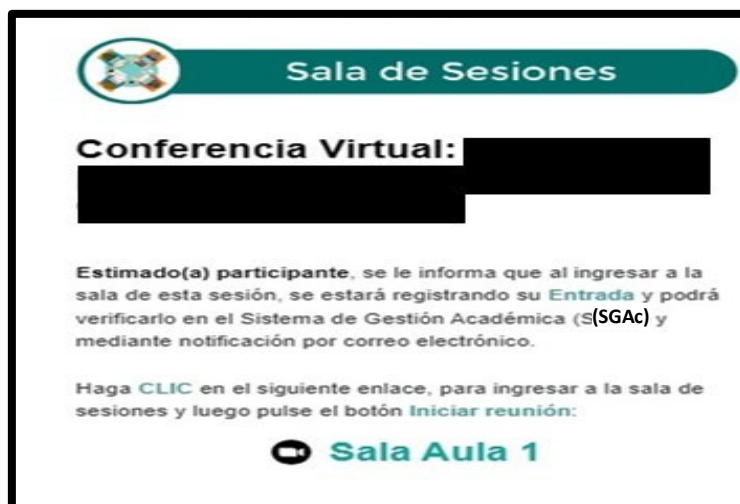 Sala de Sesiones
Conferencia Virtual:
Estimado(a) participante, se le informa que al ingresar a la
sala de esta sesión, se estará registrando su Entrada y podrá
verificarlo en el Sistema de Gestión Académica (S(SGAc) y
mediante notificación por correo electrónico.
Haga CLIC en el siguiente enlace, para ingresar a la sala de
sesiones y luego pulse el botón Iniciar reunión:
Sala Aula 1